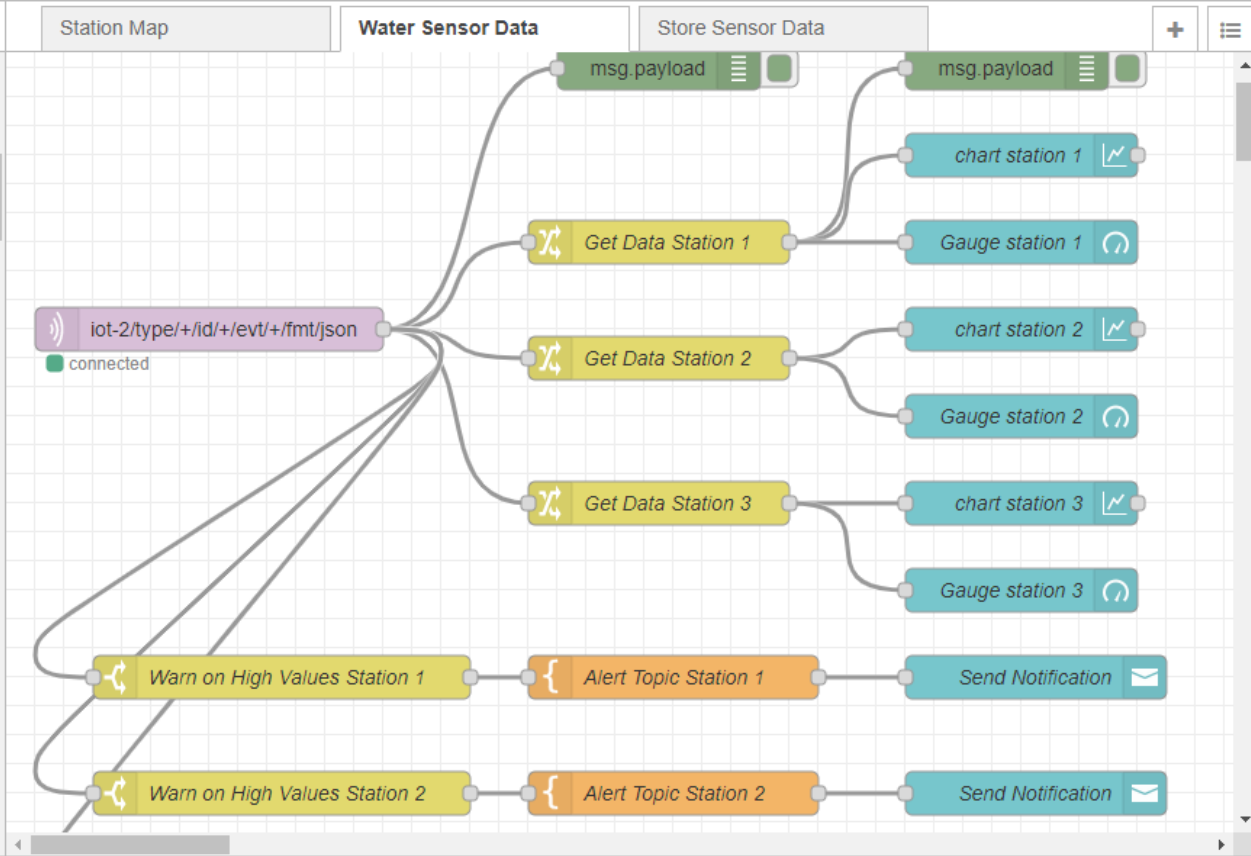 Station Map
Water Sensor Data
Store Sensor Data
msg.payload
msg.payload
chart station 1
Get Data Station 1
Gauge station 1
iot-2/type/+/id/+/evt/+/fmt/json
connected
chart station 2
Get Data Station 2
Gauge station 2
Get Data Station 3
chart station 3
Gauge station 3
Warn on High Values Station 1
Alert Topic Station 1
Send Notification
Warn on High Values Station 2
Alert Topic Station 2
Send Notification